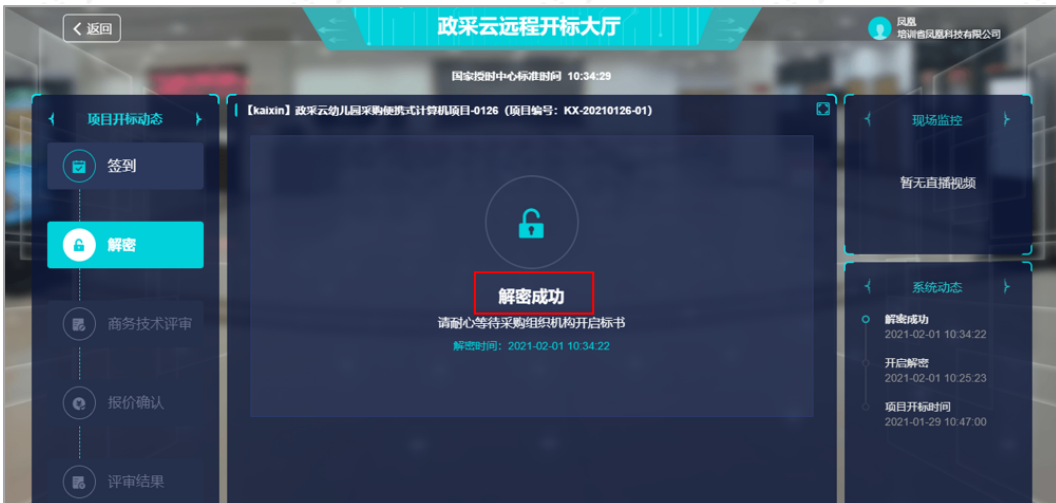 返回
政采云远程开标大厅
凤凰
培训省凤凰科技有限公司
国家授时中心标准时间 10:34:29
项目开标动态
签到
解密
商务技术评审
报价确认
评审结果
【kaixin】政采云幼儿园采购便携式计算机项目-0126（项目编号：KX-20210126-01）
解密成功
请耐心等待采购组织机构开启标书
解密时间：2021-02-01 10:34:22
现场监控
暂无直播视频
系统动态
解密成功
2021-02-01 10:34:22
开启解密
2021-02-01 10:25:23
项目开标时间
2021-01-29 10:47:00